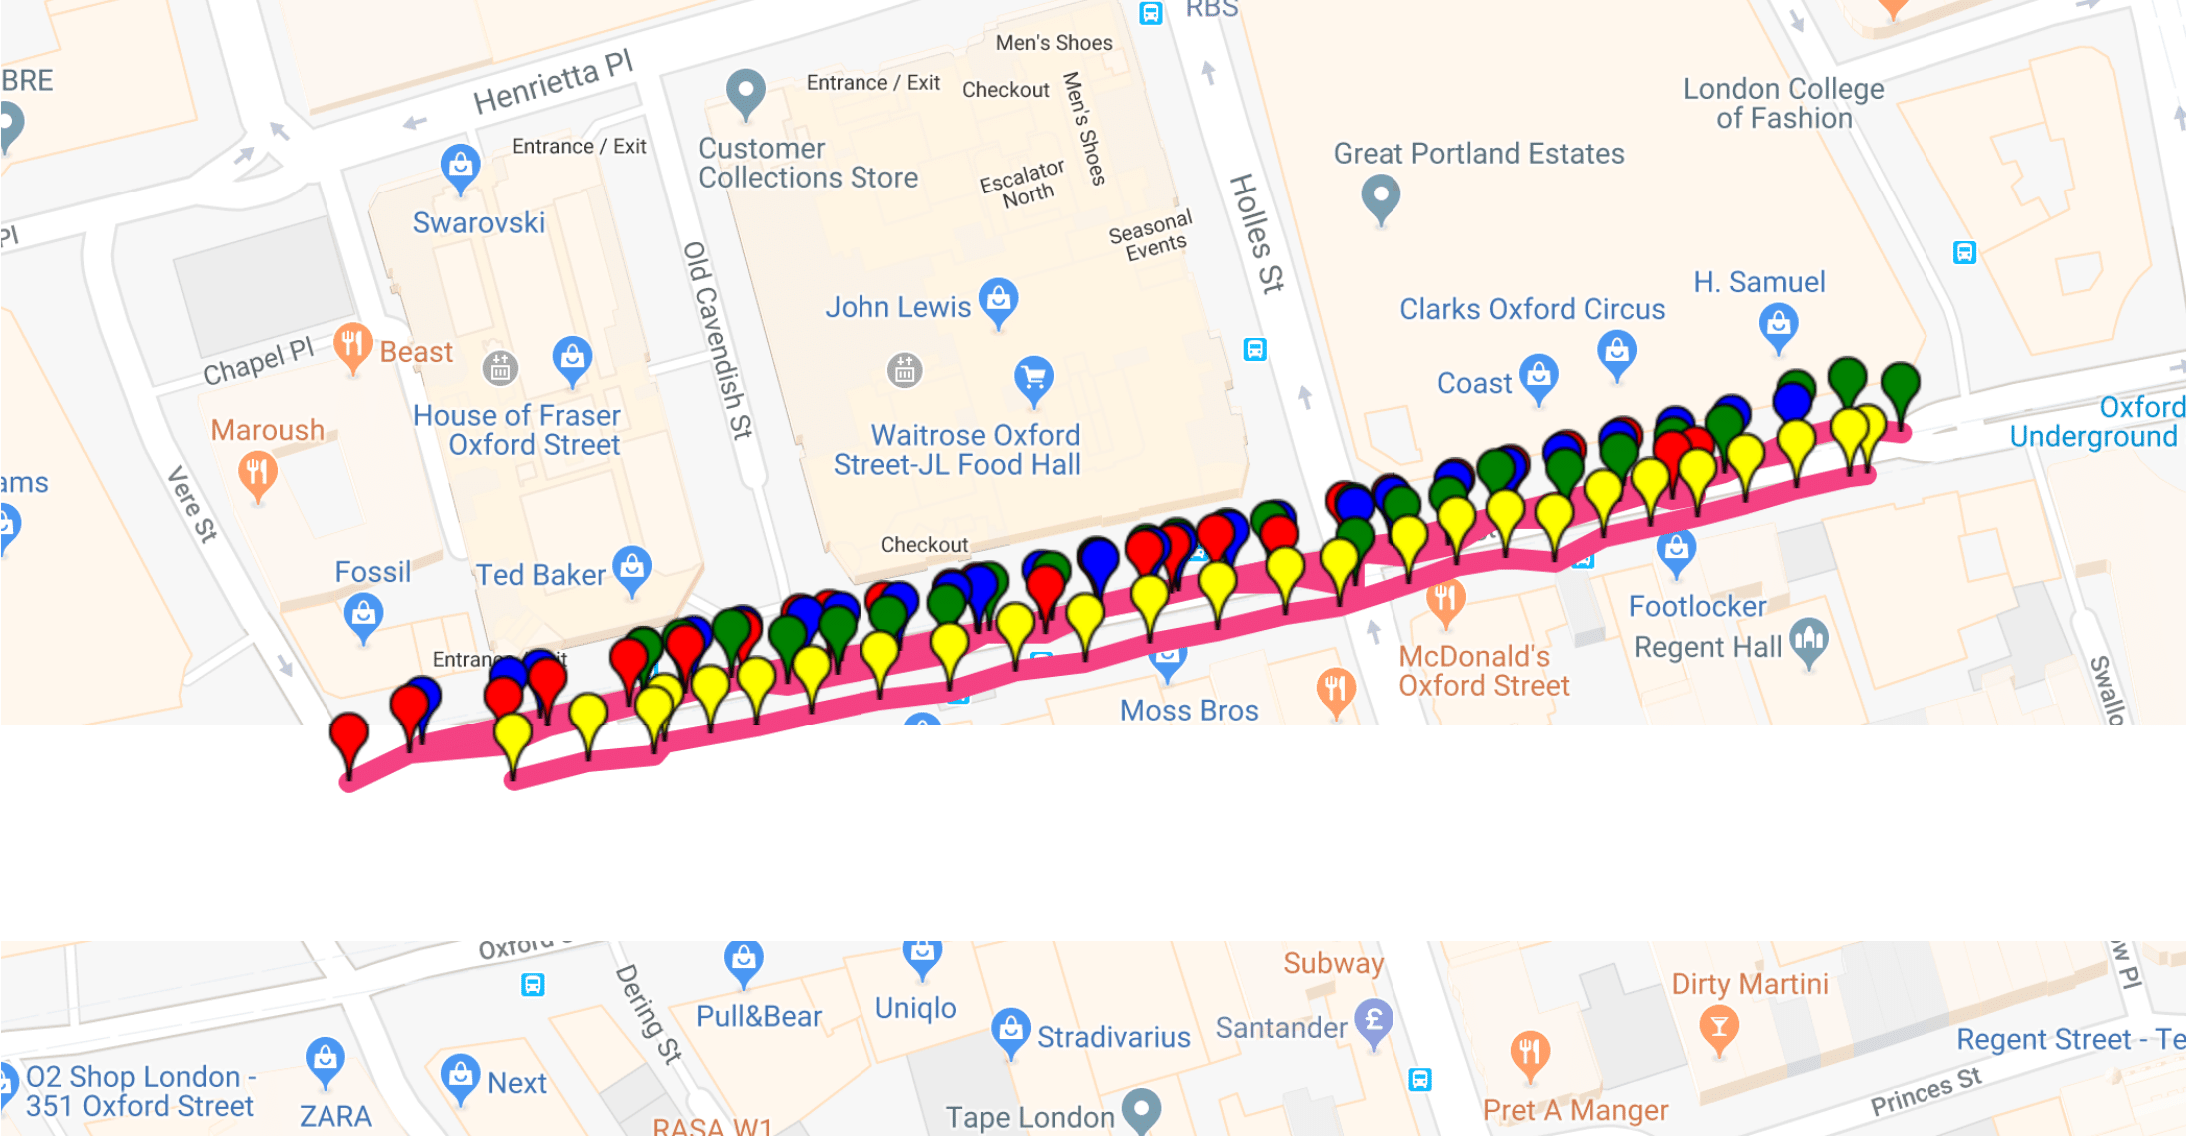 RBS
Men's Shoes
BRE
Henrietta Pl
Entrance / Exit
Checkout
Men's Shoes
London College
of Fashion
Entrance / Exit
Customer
Collections Store
Escalator
North
Great Portland Estates
Swarovski
Pl
Seasonal
Events
Holles St
H. Samuel
John Lewis
Clarks Oxford Circus
Old Cavendish St
Chapel Pl
Beast
Coast
House of Fraser
Oxford Street
Oxford
Underground
Maroush
Waitrose Oxford
Street-JL Food Hall
ams
Vere St
Checkout
Fossil
Ted Baker
Footlocker
Regent Hall
McDonald's
Oxford Street
Moss Bros
Swallo
Oxford
Dering St
Subway
Dirty Martini
ow Pl
Pull&Bear
Uniqlo
Stradivarius
Santander
£
Regent Street - Te
O2 Shop London -
351 Oxford Street
Next
ZARA
Princes St
Tape London
Pret A Manger
RASA W1